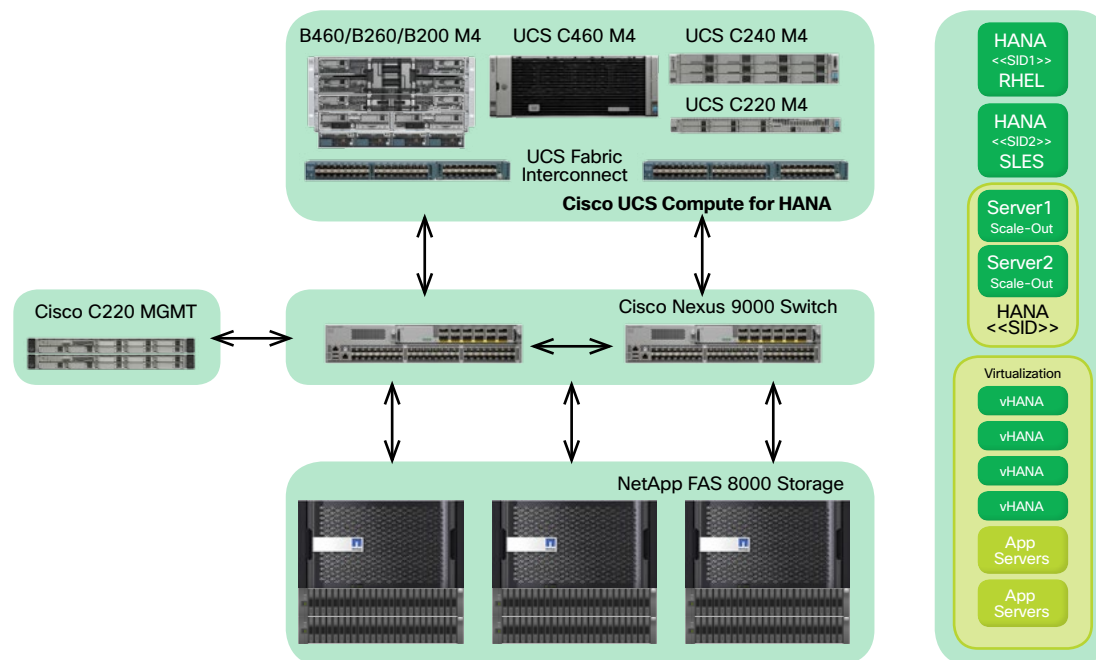 B460/B260/B200 M4
UCS C460 M4
UCS C240 M4
UCS C220 M4
UCS Fabric
Interconnect
Cisco UCS Compute for HANA
Cisco C220 MGMT
Cisco Nexus 9000 Switch
NetApp FAS 8000 Storage
HANA
<<SID1>>
RHEL
HANA
<<SID2>>
SLES
Server1
Scale-Out
Server2
Scale-Out
HANA
<<SID>>
Virtualization
vHANA
vHANA
vHANA
vHANA
App
Servers
App
Servers